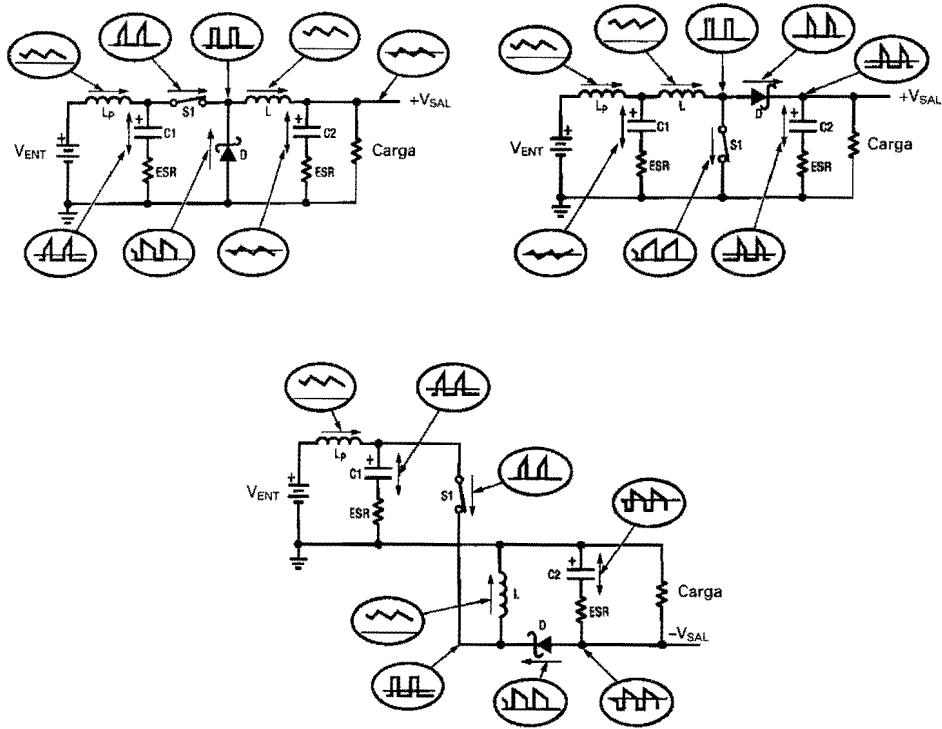 Lp
S1
L
+VSAL
+
C1
+
C2
+
VENT
D
Carga
ESR
ESR
Lp
L
D
+VSAL
+
C1
+
C2
+
VENT
S1
Carga
ESR
ESR
Lp
+
C1
+
VENT
S1
ESR
+
C2
L
Carga
ESR
D
–VSAL